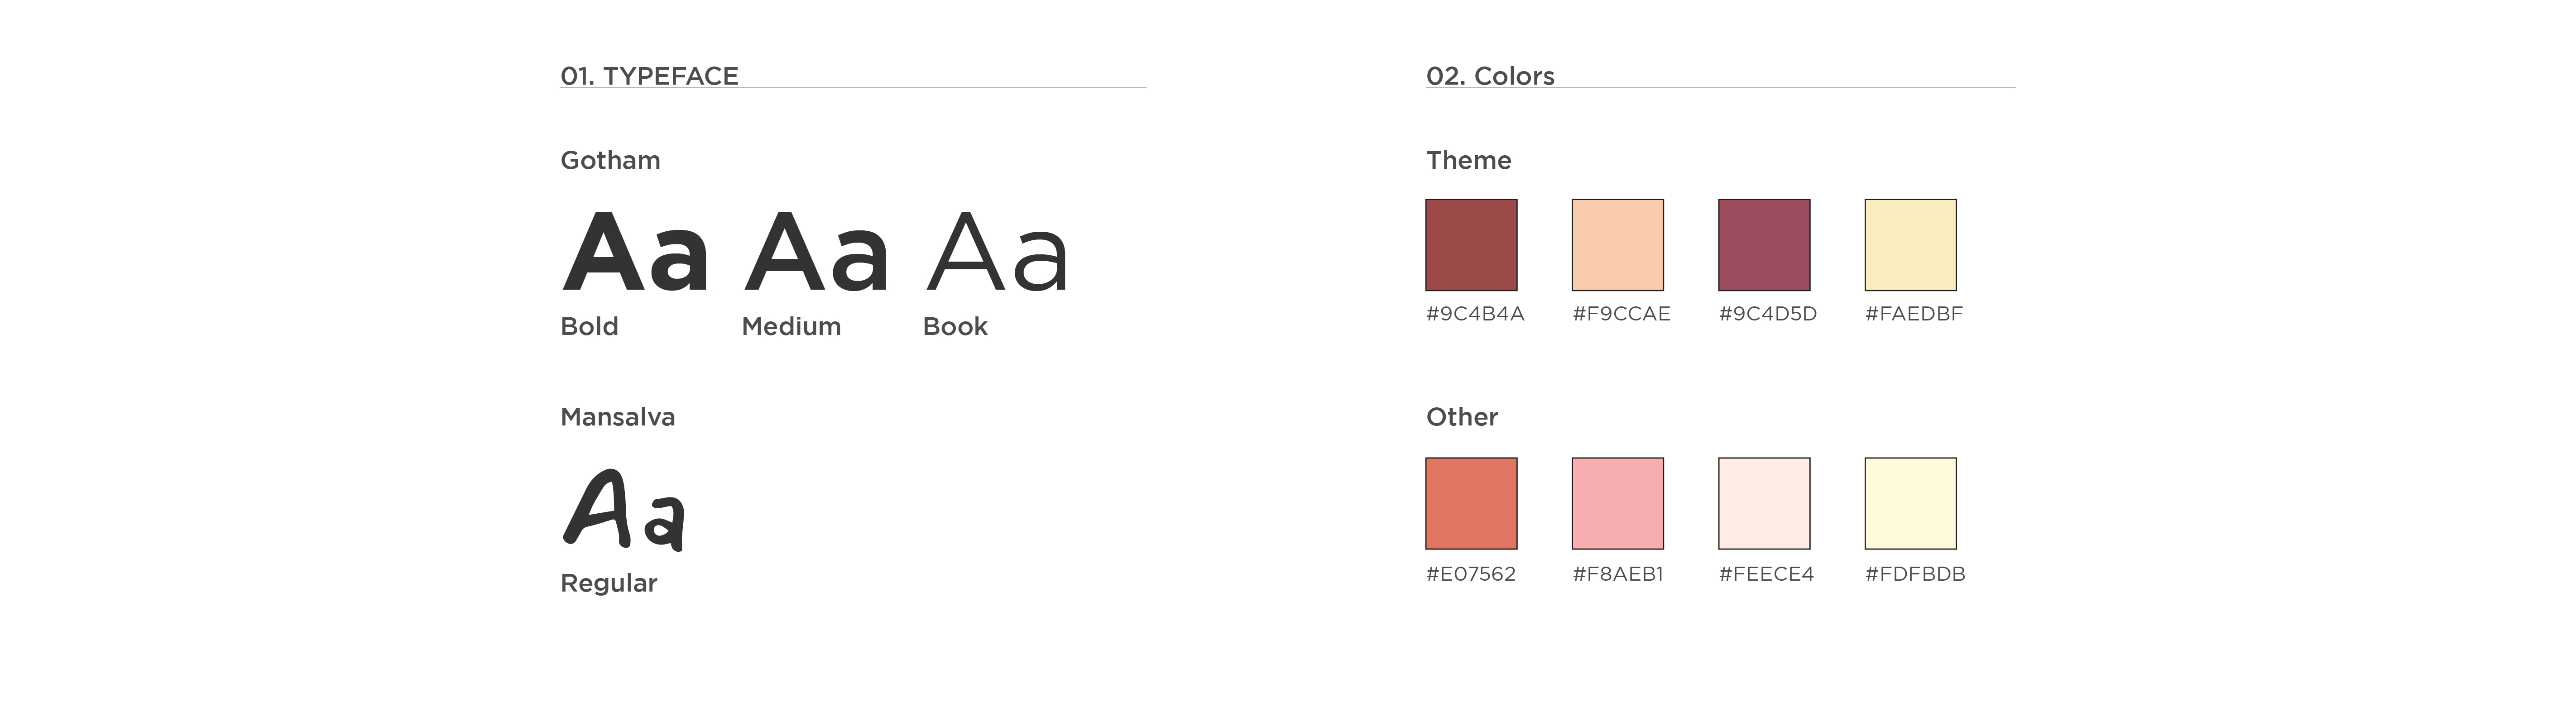 01. TYPEFACE
Gotham
Aa Aa Aa
Bold Medium Book
Mansalva
Aa
Regular
02. Colors
Theme
#9C4B4A #F9CCAE #9C4D5D #FAEDBF
Other
#E07562 #F8AEB1 #FEECE4 #FDFBDB